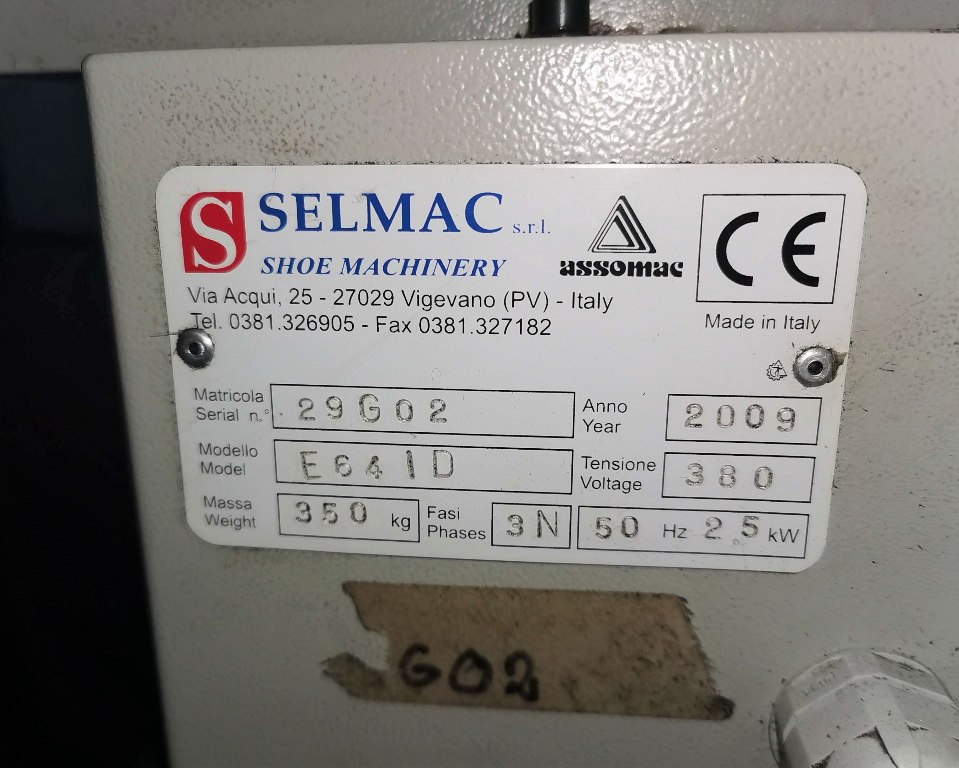 S SELMAC s.r.l.
SHOE MACHINERY
assomac
CE
Via Acqui, 25 - 27029 Vigevano (PV) - Italy
Tel. 0381.326905 - Fax 0381.327182
Made in Italy
Matricola
Serial n.° 29G02
Anno
Year 2009
Modello
Model E641D
Tensione
Voltage 380
Massa
Weight 350 kg
Fasi
Phases 3N 50 Hz 2.5 kW
G02